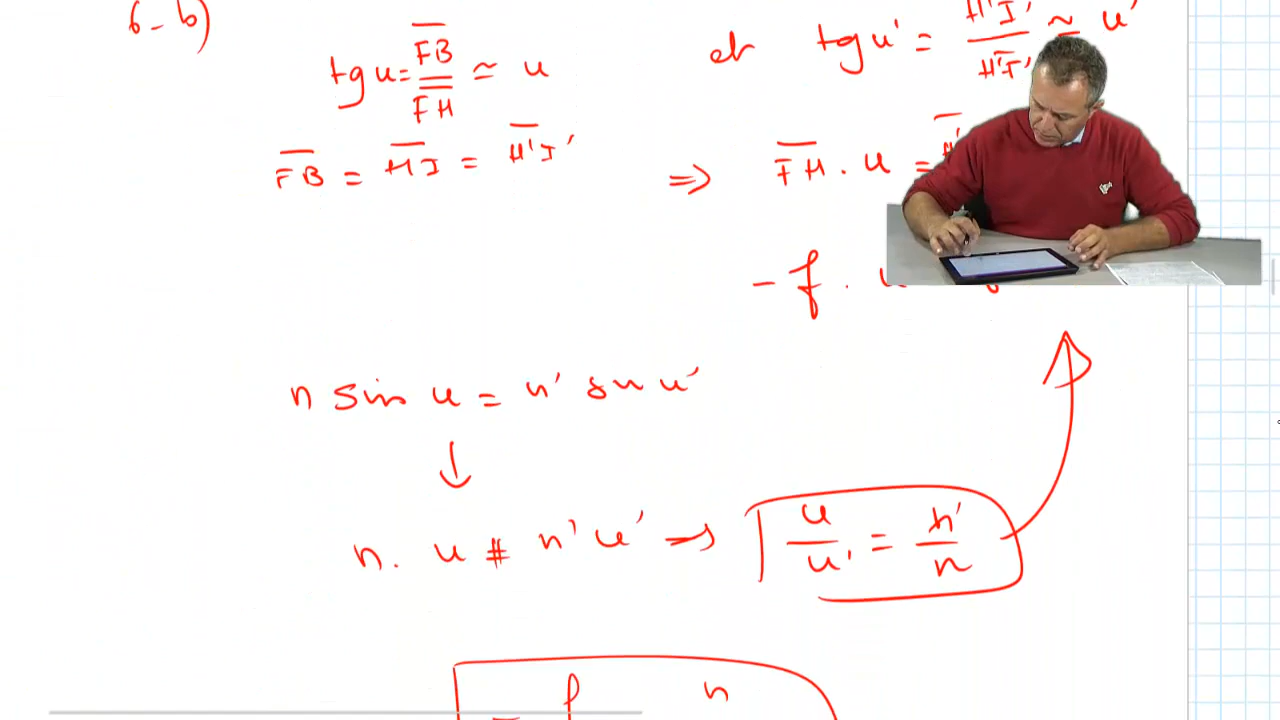 6-b)
tg u = FB / FH ≃ u et tg u' = H'I' / ≃ u'
FB = HI = H'I' ⇒ FH . u =
- f . u
n sin u = n' sin u'
↓
n. u # n' u' ⇒ u / u' = n' / n
f n